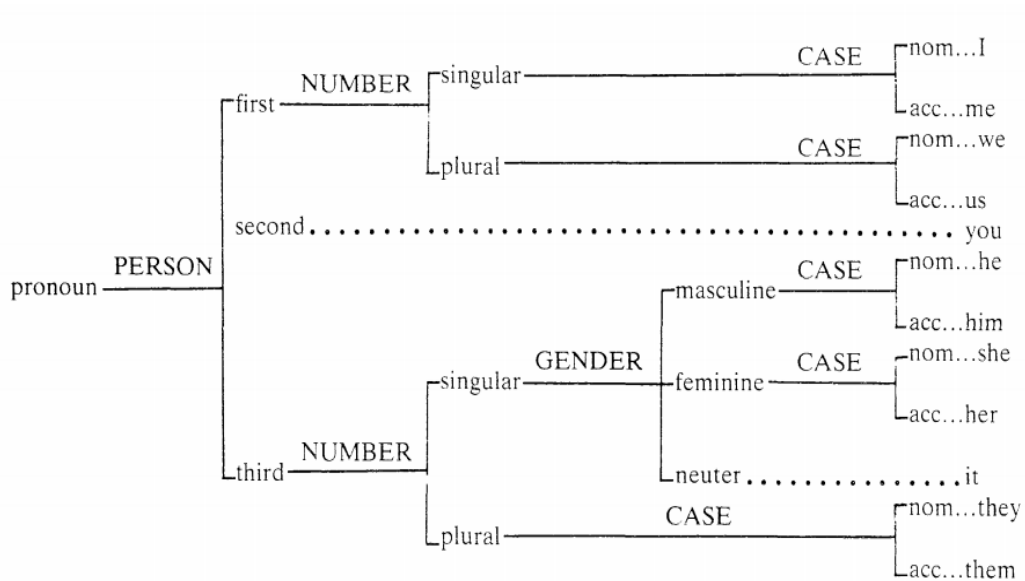 CASE nom...I
NUMBER singular
first acc...me
CASE nom...we
plural
acc...us
second ........................................ you
PERSON CASE nom...he
pronoun masculine
acc...him
GENDER CASE nom...she
singular feminine
acc...her
NUMBER
third neuter ............... it
CASE nom...they
plural
acc...them